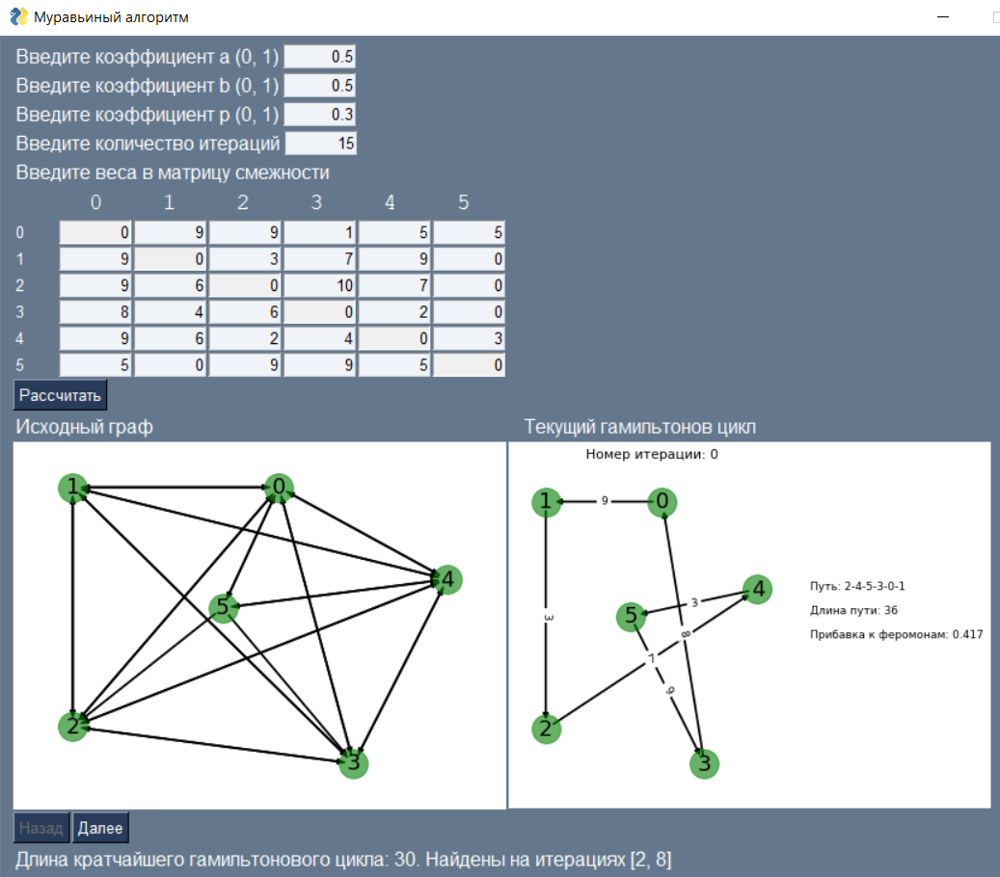 Муравьиный алгоритм
Введите коэффициент a (0, 1) 0.5
Введите коэффициент b (0, 1) 0.5
Введите коэффициент p (0, 1) 0.3
Введите количество итераций 15
Введите веса в матрицу смежности
0 1 2 3 4 5
0 0 9 9 1 5 5
1 9 0 3 7 9 0
2 9 6 0 10 7 0
3 8 4 6 0 2 0
4 9 6 2 4 0 3
5 5 0 9 9 5 0
Рассчитать
Исходный граф Текущий гамильтонов цикл
Номер итерации: 0
1 0
4
5
2
3
1 9 0
3
4
3
5
8
7
9
2
3
Путь: 2-4-5-3-0-1
Длина пути: 36
Прибавка к феромонам: 0.417
Назад Далее
Длина кратчайшего гамильтонового цикла: 30. Найдены на итерациях [2, 8]